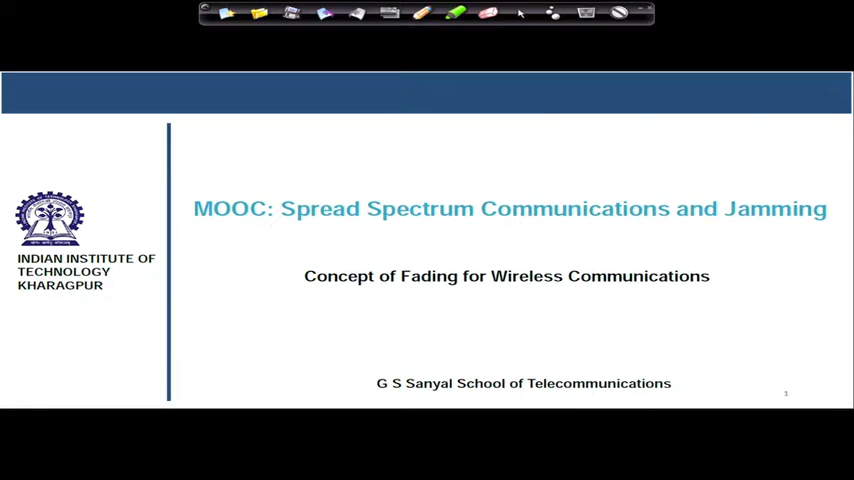 MOOC: Spread Spectrum Communications and Jamming
INDIAN INSTITUTE OF
TECHNOLOGY
KHARAGPUR
Concept of Fading for Wireless Communications
G S Sanyal School of Telecommunications
1